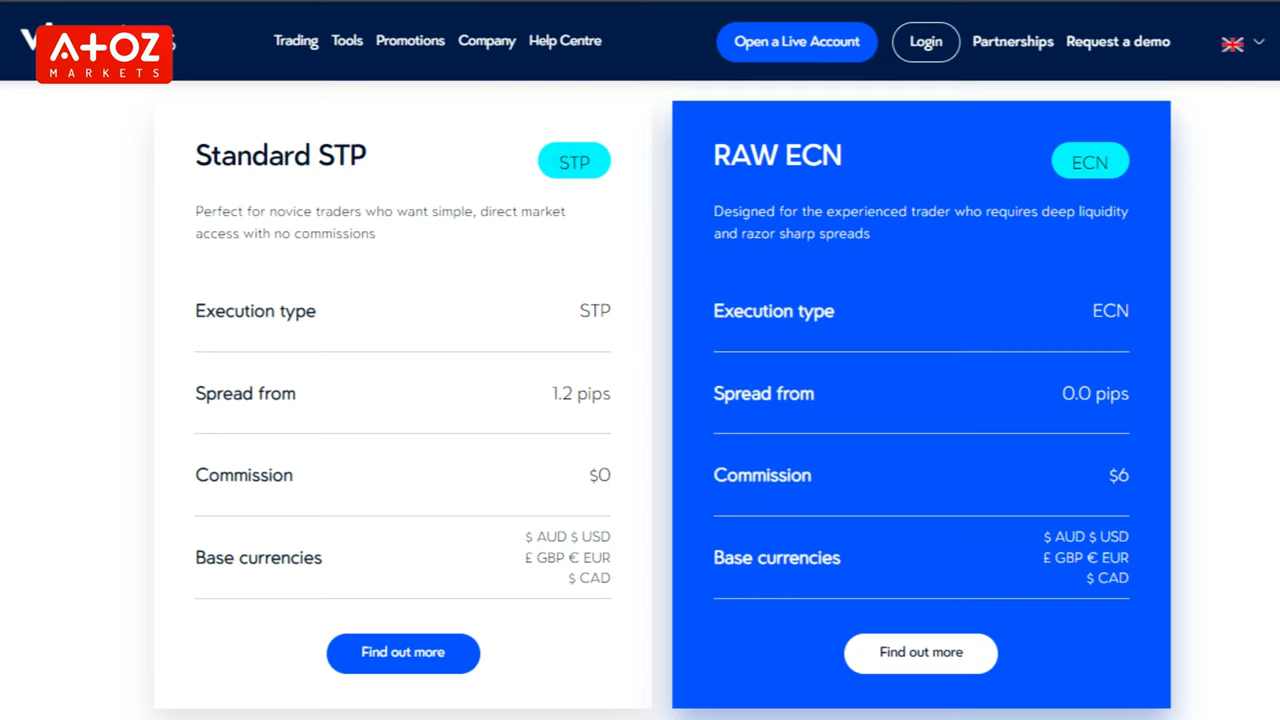 A+OZ
MARKETS
Trading Tools Promotions Company Help Centre Open a Live Account Login Partnerships Request a demo
Standard STP
STP
Perfect for novice traders who want simple, direct market
access with no commissions
Execution type STP
Spread from 1.2 pips
Commission $0
Base currencies
$ AUD $ USD
£ GBP € EUR
$ CAD
Find out more
RAW ECN
ECN
Designed for the experienced trader who requires deep liquidity
and razor sharp spreads
Execution type ECN
Spread from 0.0 pips
Commission $6
Base currencies
$ AUD $ USD
£ GBP € EUR
$ CAD
Find out more